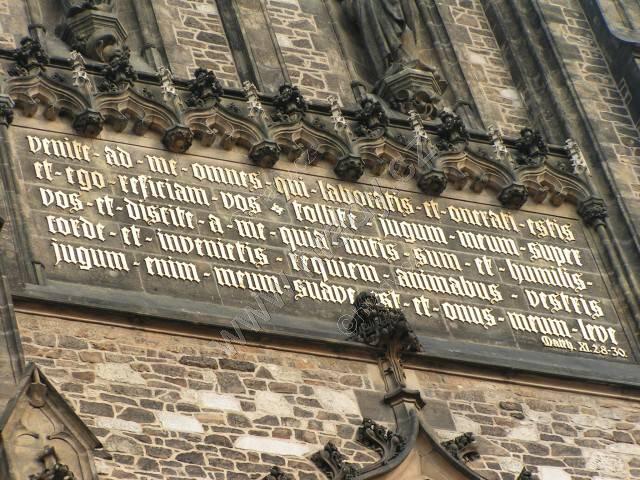 venite - ad - me - omnes - qui - laboratis - et - onerati - estis
et - ego - reficiam - vos - tollite - jugum - meum - super
vos - et - discite - a - me - quia - mitis - sum - et - humilis -
corde - et - invenietis - requiem - animabus - vestris
jugum - enim - meum - suave - est - et - onus - meum - leve
Matth. XI. 28-30.